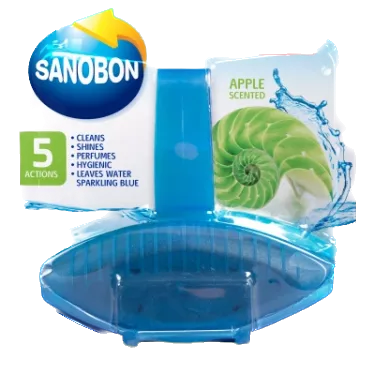 SANOBON
APPLE
SCENTED
5
ACTIONS
• CLEANS
• SHINES
• PERFUMES
• HYGIENIC
• LEAVES WATER
SPARKLING BLUE